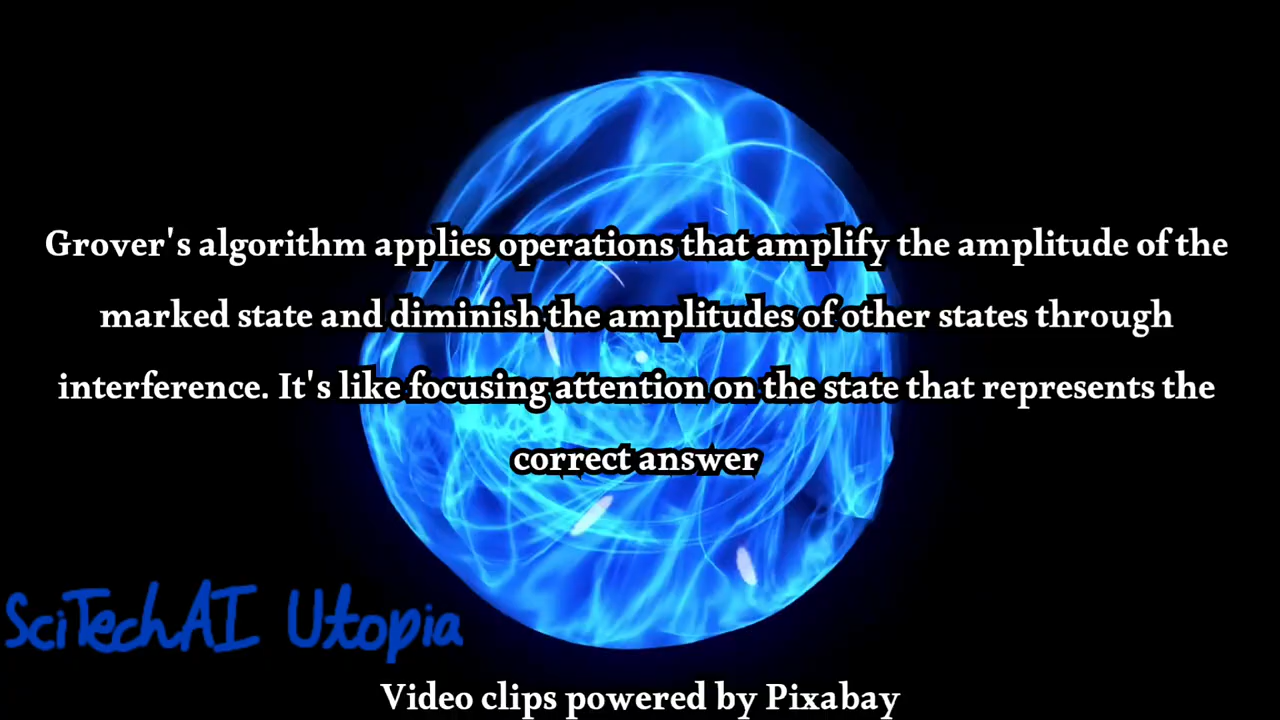 Grover's algorithm applies operations that amplify the amplitude of the
marked state and diminish the amplitudes of other states through
interference. It's like focusing attention on the state that represents the
correct answer
SciTechAI Utopia
Video clips powered by Pixabay